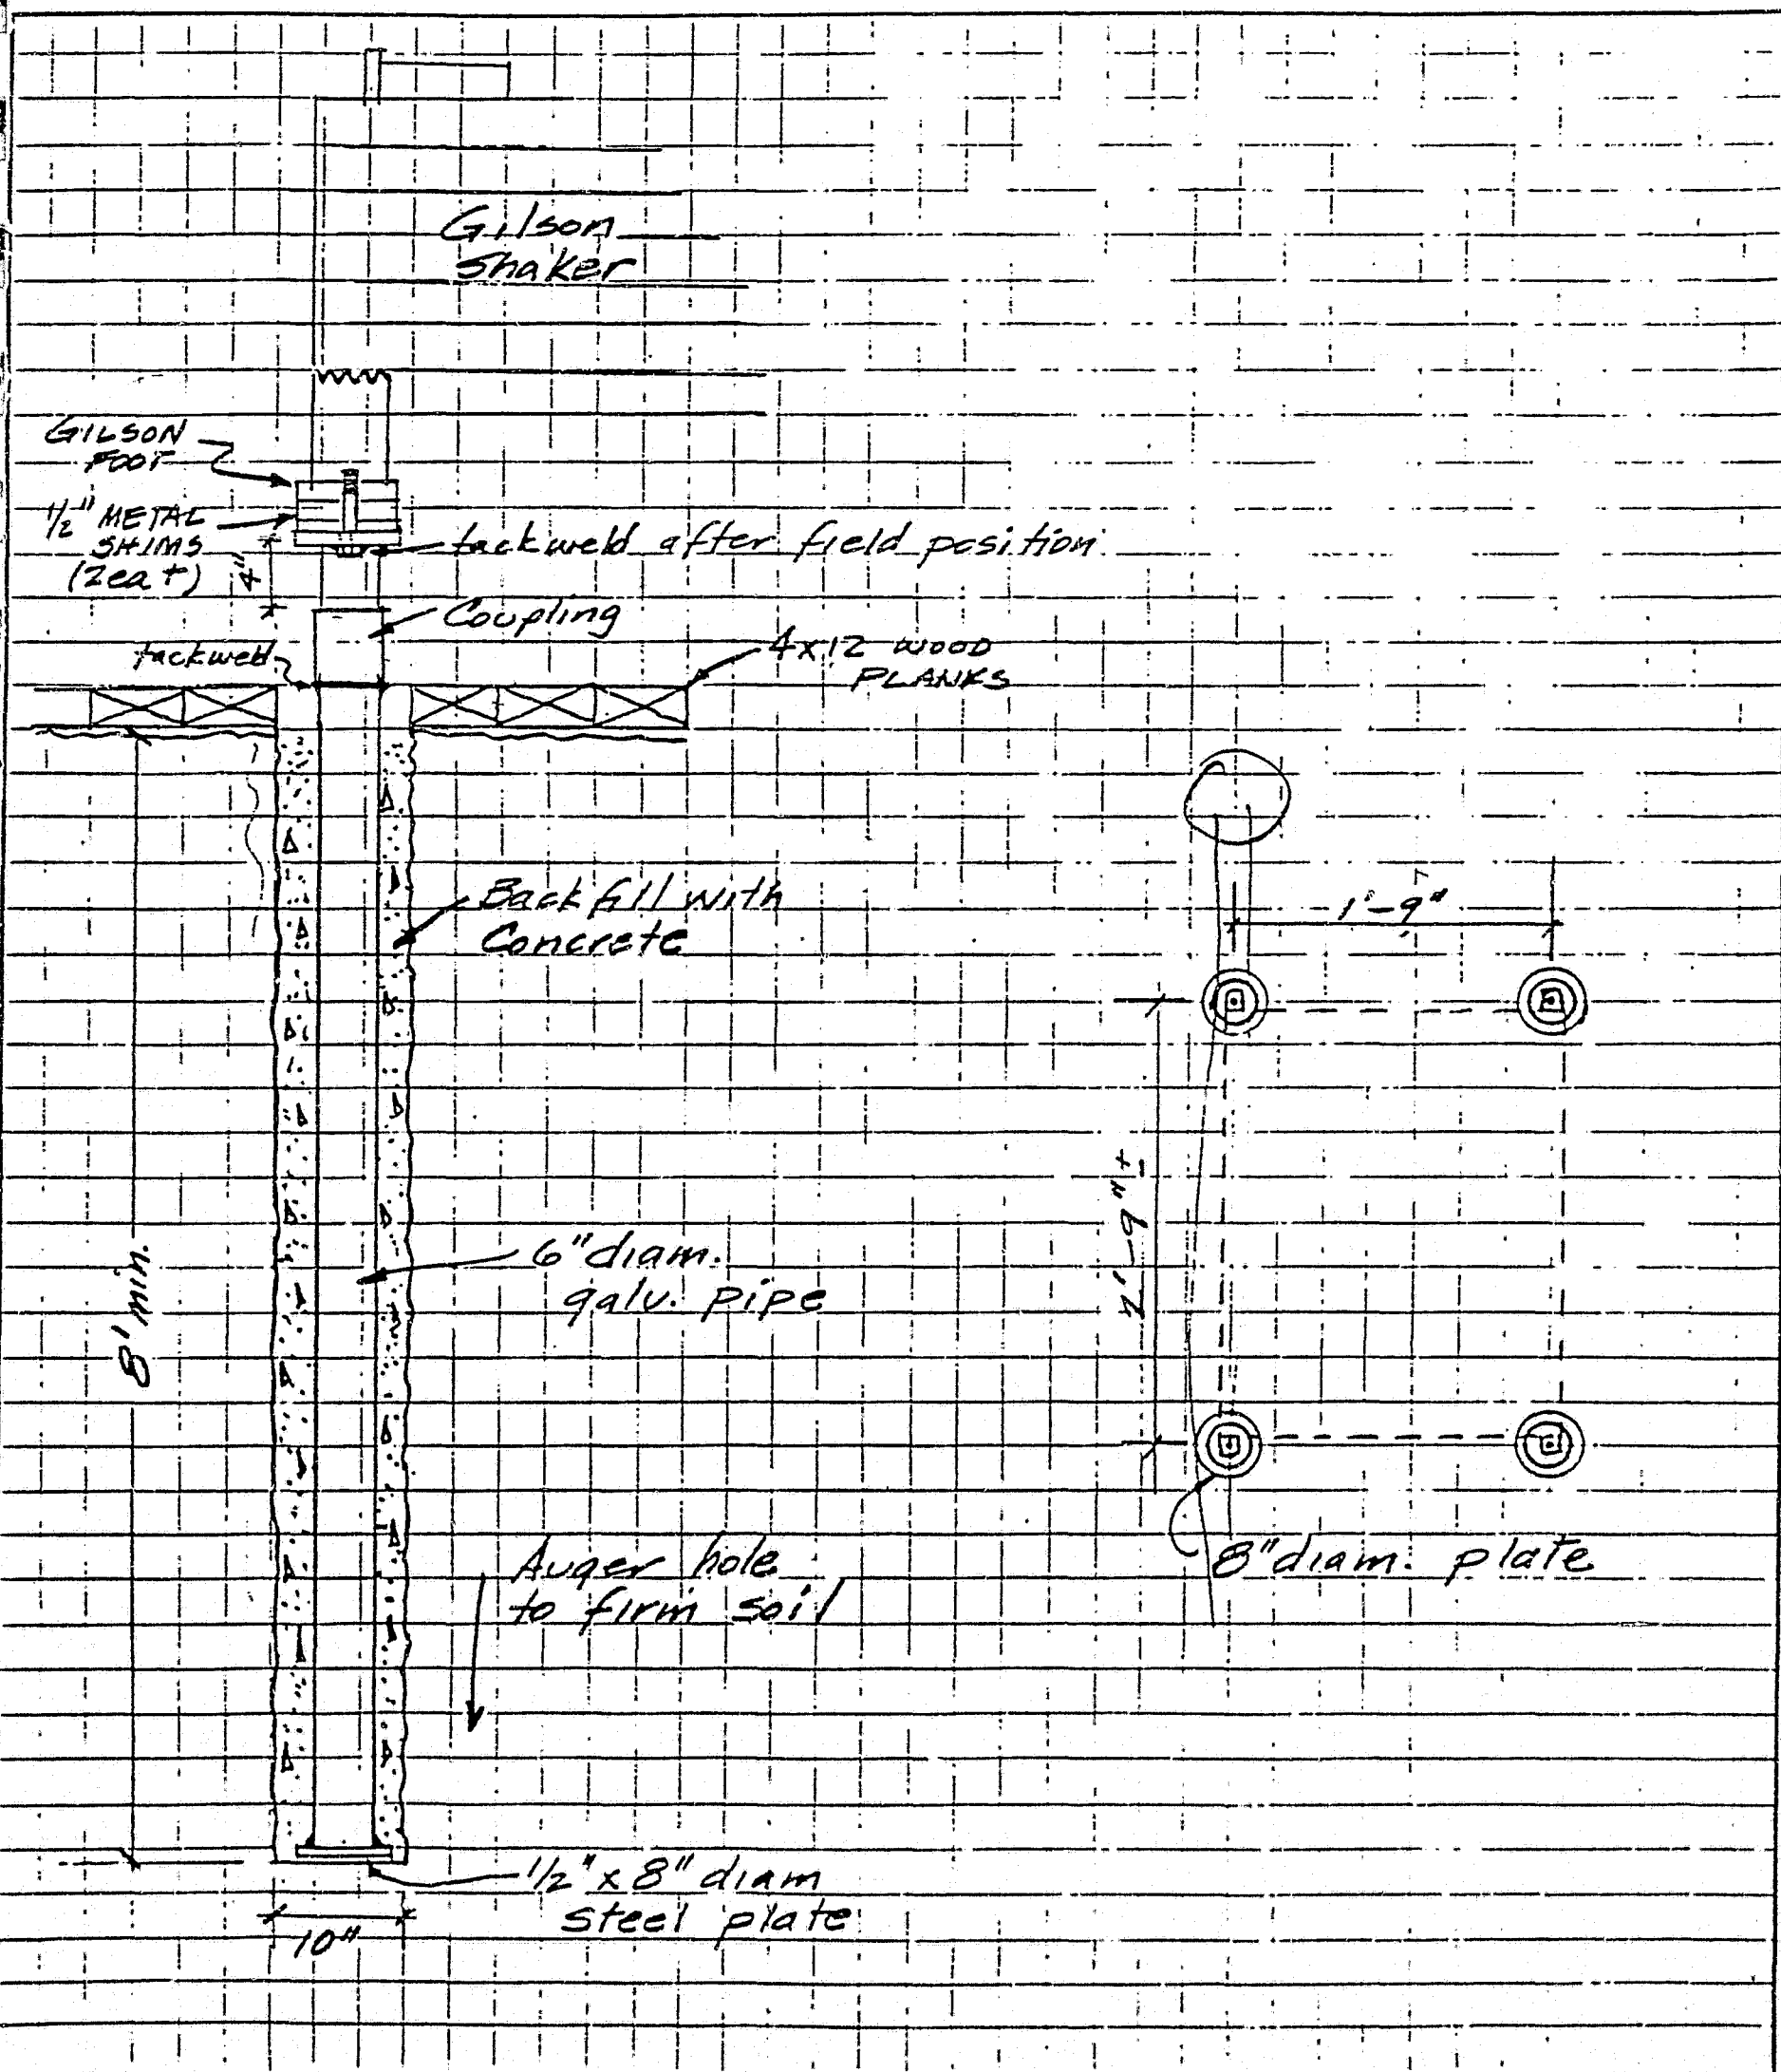 Gilson
shaker
GILSON
FOOT
1/2" METAL
SHIMS
(2ea +)
4"
tackweld after field position
Coupling
tackweld
4x12 WOOD
PLANKS
Back fill with
Concrete
1'-9"
2'-9" ±
8' min.
6" diam.
galv. pipe
Auger hole
to firm soil
8" diam. plate
1/2" x 8" diam
steel plate
10"